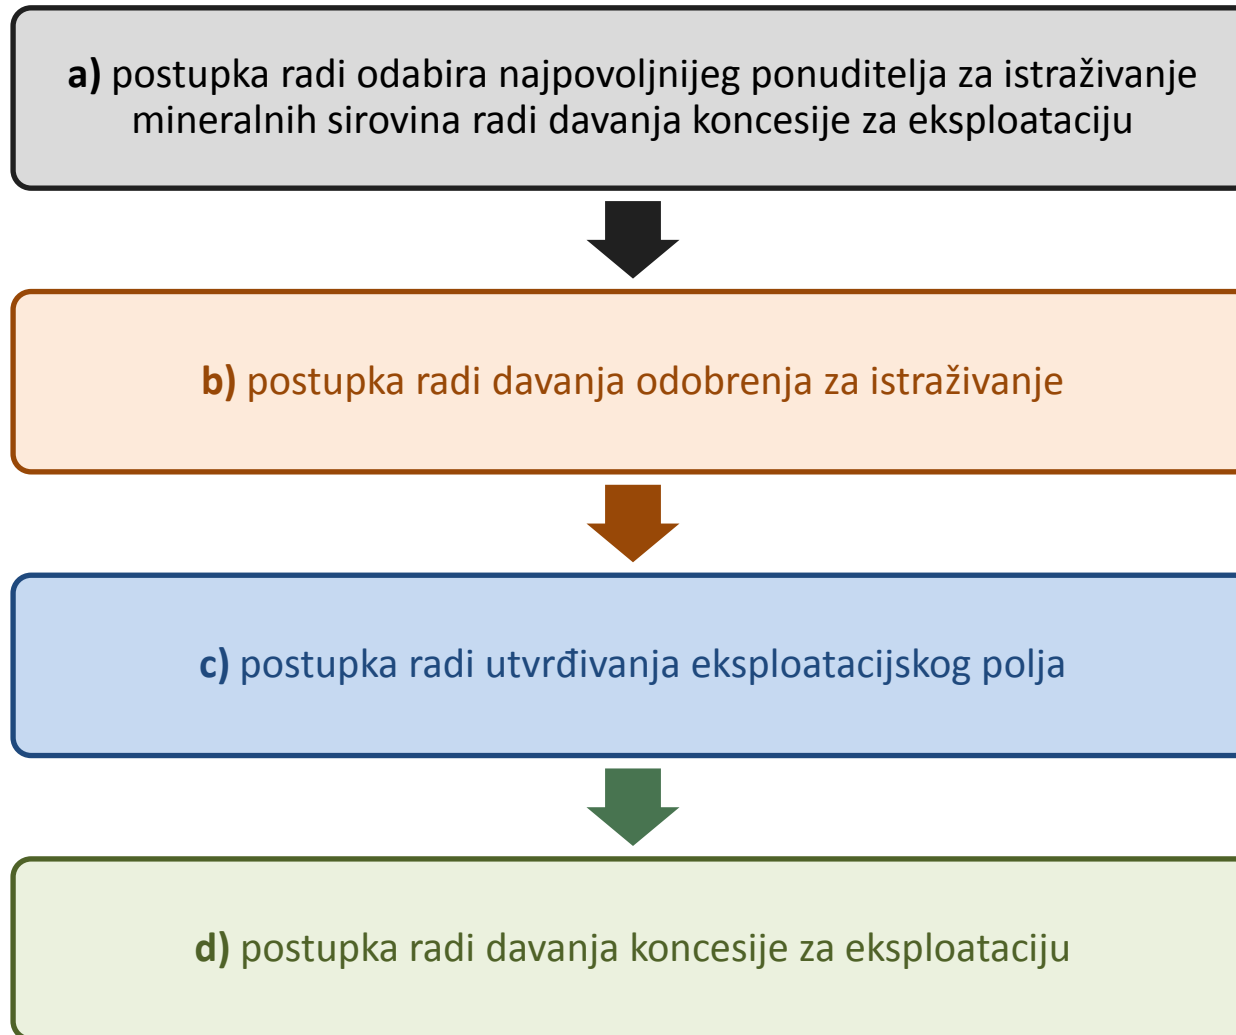 a) postupka radi odabira najpovoljnijeg ponuditelja za istraživanje
mineralnih sirovina radi davanja koncesije za eksploataciju
b) postupka radi davanja odobrenja za istraživanje
c) postupka radi utvrđivanja eksploatacijskog polja
d) postupka radi davanja koncesije za eksploataciju